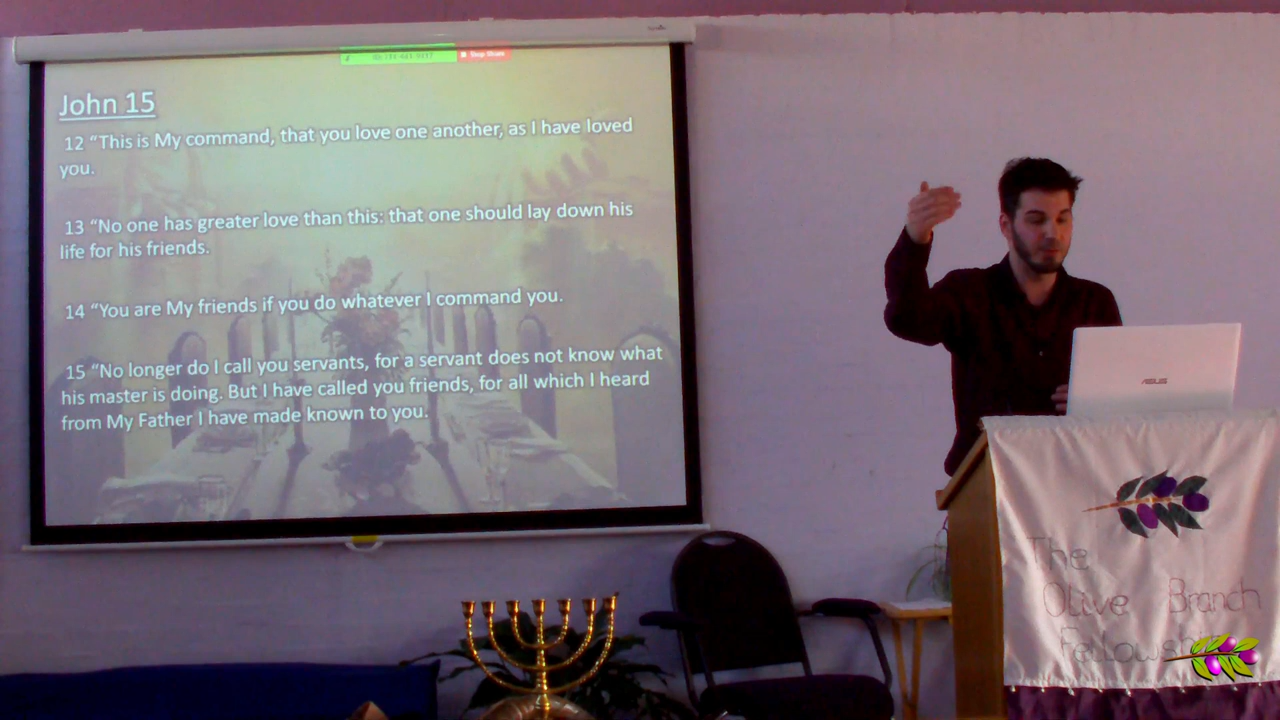 Stop Share
John 15
12 “This is My command, that you love one another, as I have loved
you.
13 “No one has greater love than this: that one should lay down his
life for his friends.
14 “You are My friends if you do whatever I command you.
15 “No longer do I call you servants, for a servant does not know what
his master is doing. But I have called you friends, for all which I heard
from My Father I have made known to you.
ASUS
The
Olive Branch